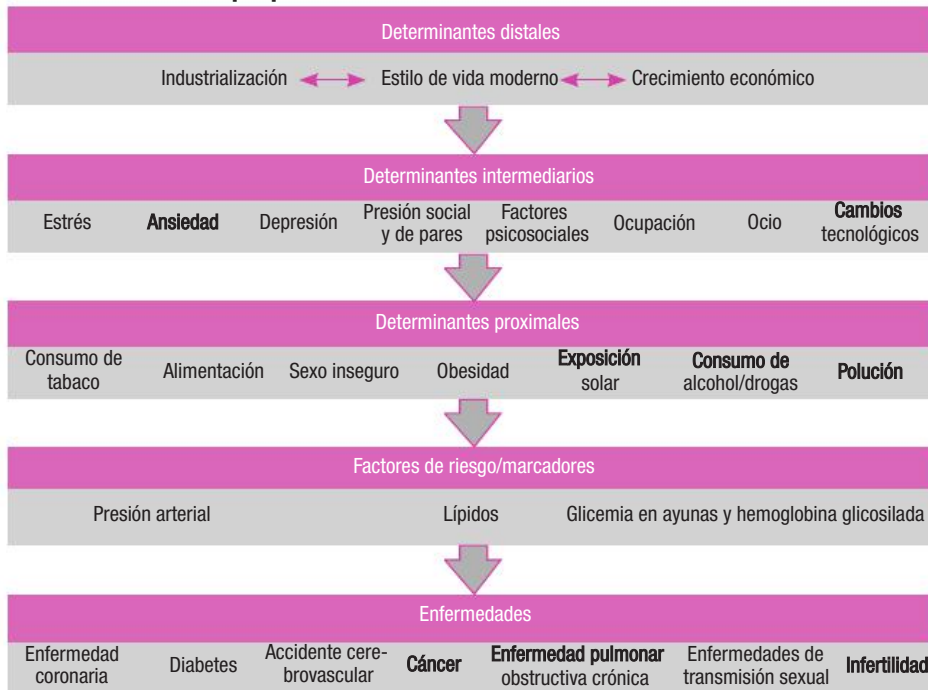 Determinantes distales
Industrialización Estilo de vida moderno Crecimiento económico
Determinantes intermediarios
Estrés Ansiedad Depresión Presión social y de pares Factores psicosociales Ocupación Ocio Cambios tecnológicos
Determinantes proximales
Consumo de tabaco Alimentación Sexo inseguro Obesidad Exposición solar Consumo de alcohol/drogas Polución
Factores de riesgo/marcadores
Presión arterial Lípidos Glicemia en ayunas y hemoglobina glicosilada
Enfermedades
Enfermedad coronaria Diabetes Accidente cere-brovascular Cáncer Enfermedad pulmonar obstructiva crónica Enfermedades de transmisión sexual Infertilidad